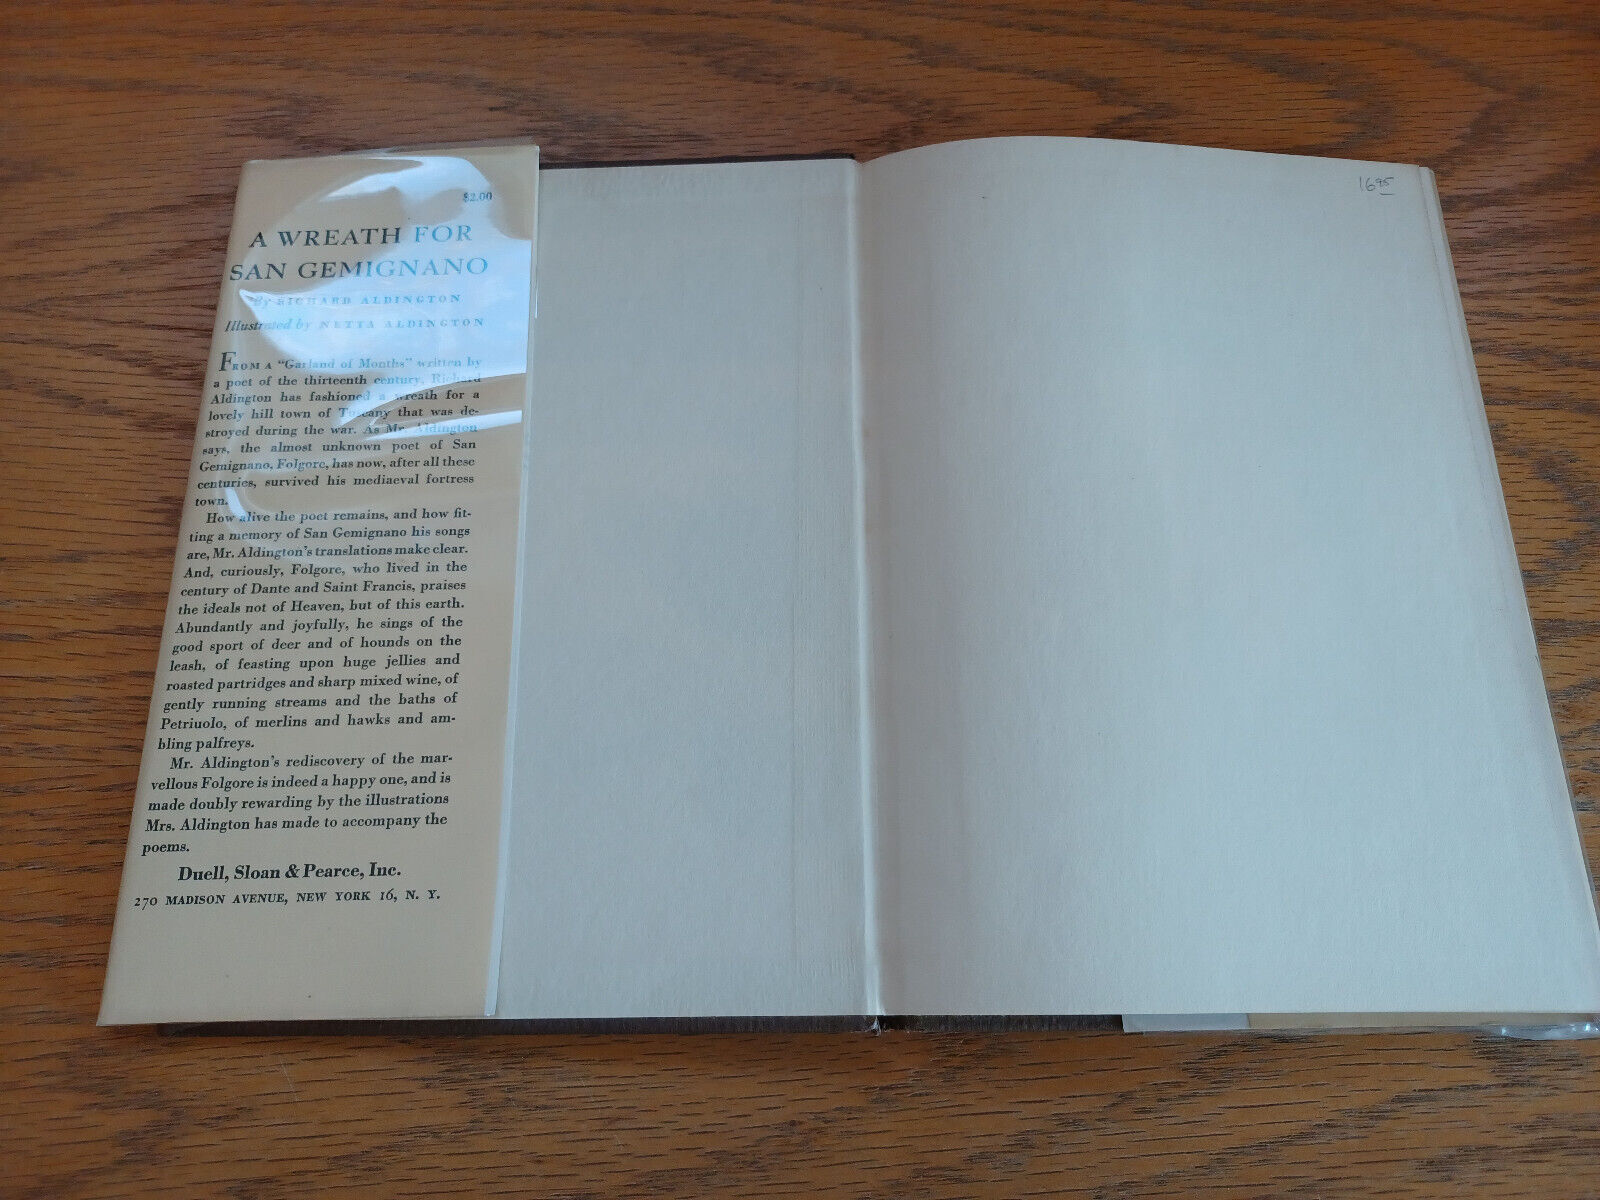 $2.00
A WREATH FOR
SAN GEMIGNANO
By RICHARD ALDINGTON
Illustrated by NETTA ALDINGTON
FROM A "Garland of Months" written by
a poet of the thirteenth century, Richard
Aldington has fashioned a wreath for a
lovely hill town of Tuscany that was de-
stroyed during the war. As Mr. Aldington
says, the almost unknown poet of San
Gemignano, Folgore, has now, after all these
centuries, survived his mediaeval fortress
town.
How alive the poet remains, and how fit-
ting a memory of San Gemignano his songs
are, Mr. Aldington's translations make clear.
And, curiously, Folgore, who lived in the
century of Dante and Saint Francis, praises
the ideals not of Heaven, but of this earth.
Abundantly and joyfully, he sings of the
good sport of deer and of hounds on the
leash, of feasting upon huge jellies and
roasted partridges and sharp mixed wine, of
gently running streams and the baths of
Petriuolo, of merlins and hawks and am-
bling palfreys.
Mr. Aldington's rediscovery of the mar-
vellous Folgore is indeed a happy one, and is
made doubly rewarding by the illustrations
Mrs. Aldington has made to accompany the
poems.
Duell, Sloan & Pearce, Inc.
270 MADISON AVENUE, NEW YORK 16, N. Y.